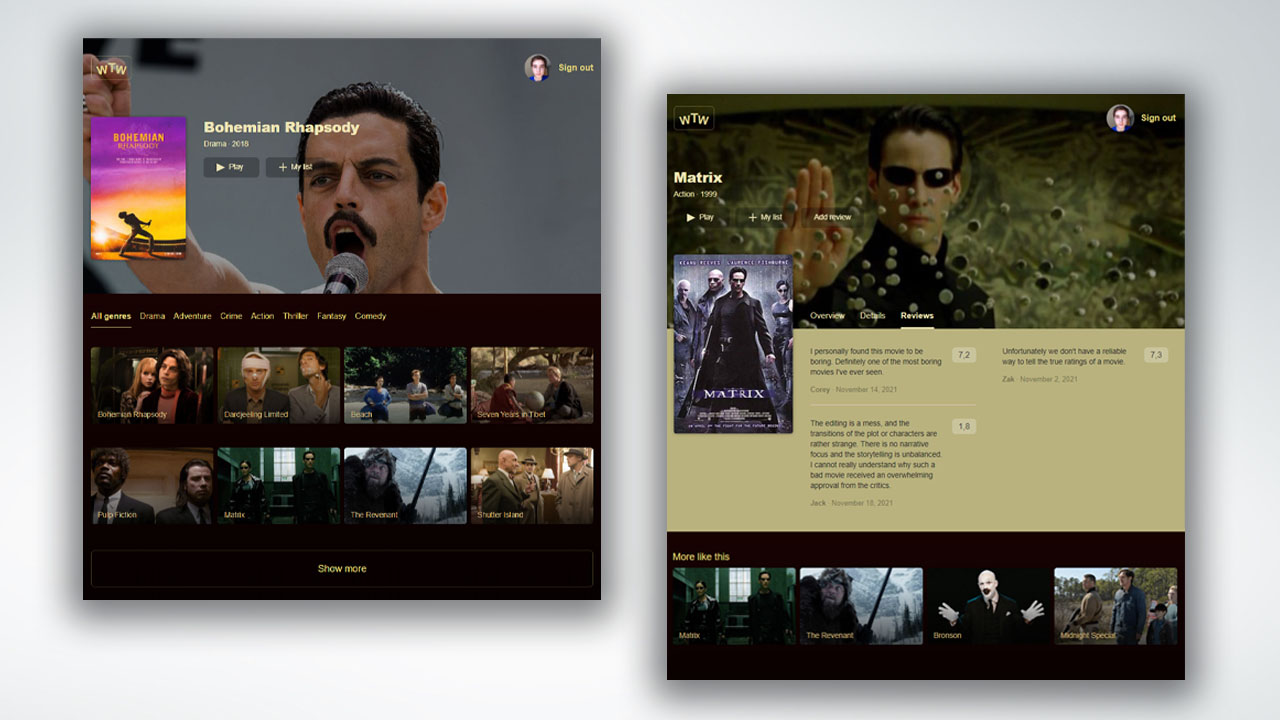 WTW
Sign out
BOHEMIAN
RHAPSODY
Bohemian Rhapsody
Drama · 2018
Play
My list
All genres
Drama
Adventure
Crime
Action
Thriller
Fantasy
Comedy
Bohemian Rhapsody
Dardjeeling Limited
Beach
Seven Years in Tibet
Pulp Fiction
Matrix
The Revenant
Shutter Island
Show more
WTW
Sign out
Matrix
Action · 1999
Play
My list
Add review
KEANU REEVES LAURENCE FISHBURNE
MATRIX
Overview
Details
Reviews
I personally found this movie to be
boring. Definitely one of the most boring
movies I've ever seen.
7,2
Corey · November 14, 2021
The editing is a mess, and the
transitions of the plot or characters are
rather strange. There is no narrative
focus and the storytelling is unbalanced.
I cannot really understand why such a
bad movie received an overwhelming
approval from the critics.
1,8
Jack · November 18, 2021
Unfortunately we don't have a reliable
way to tell the true ratings of a movie.
7,3
Zak · November 2, 2021
More like this
Matrix
The Revenant
Bronson
Midnight Special